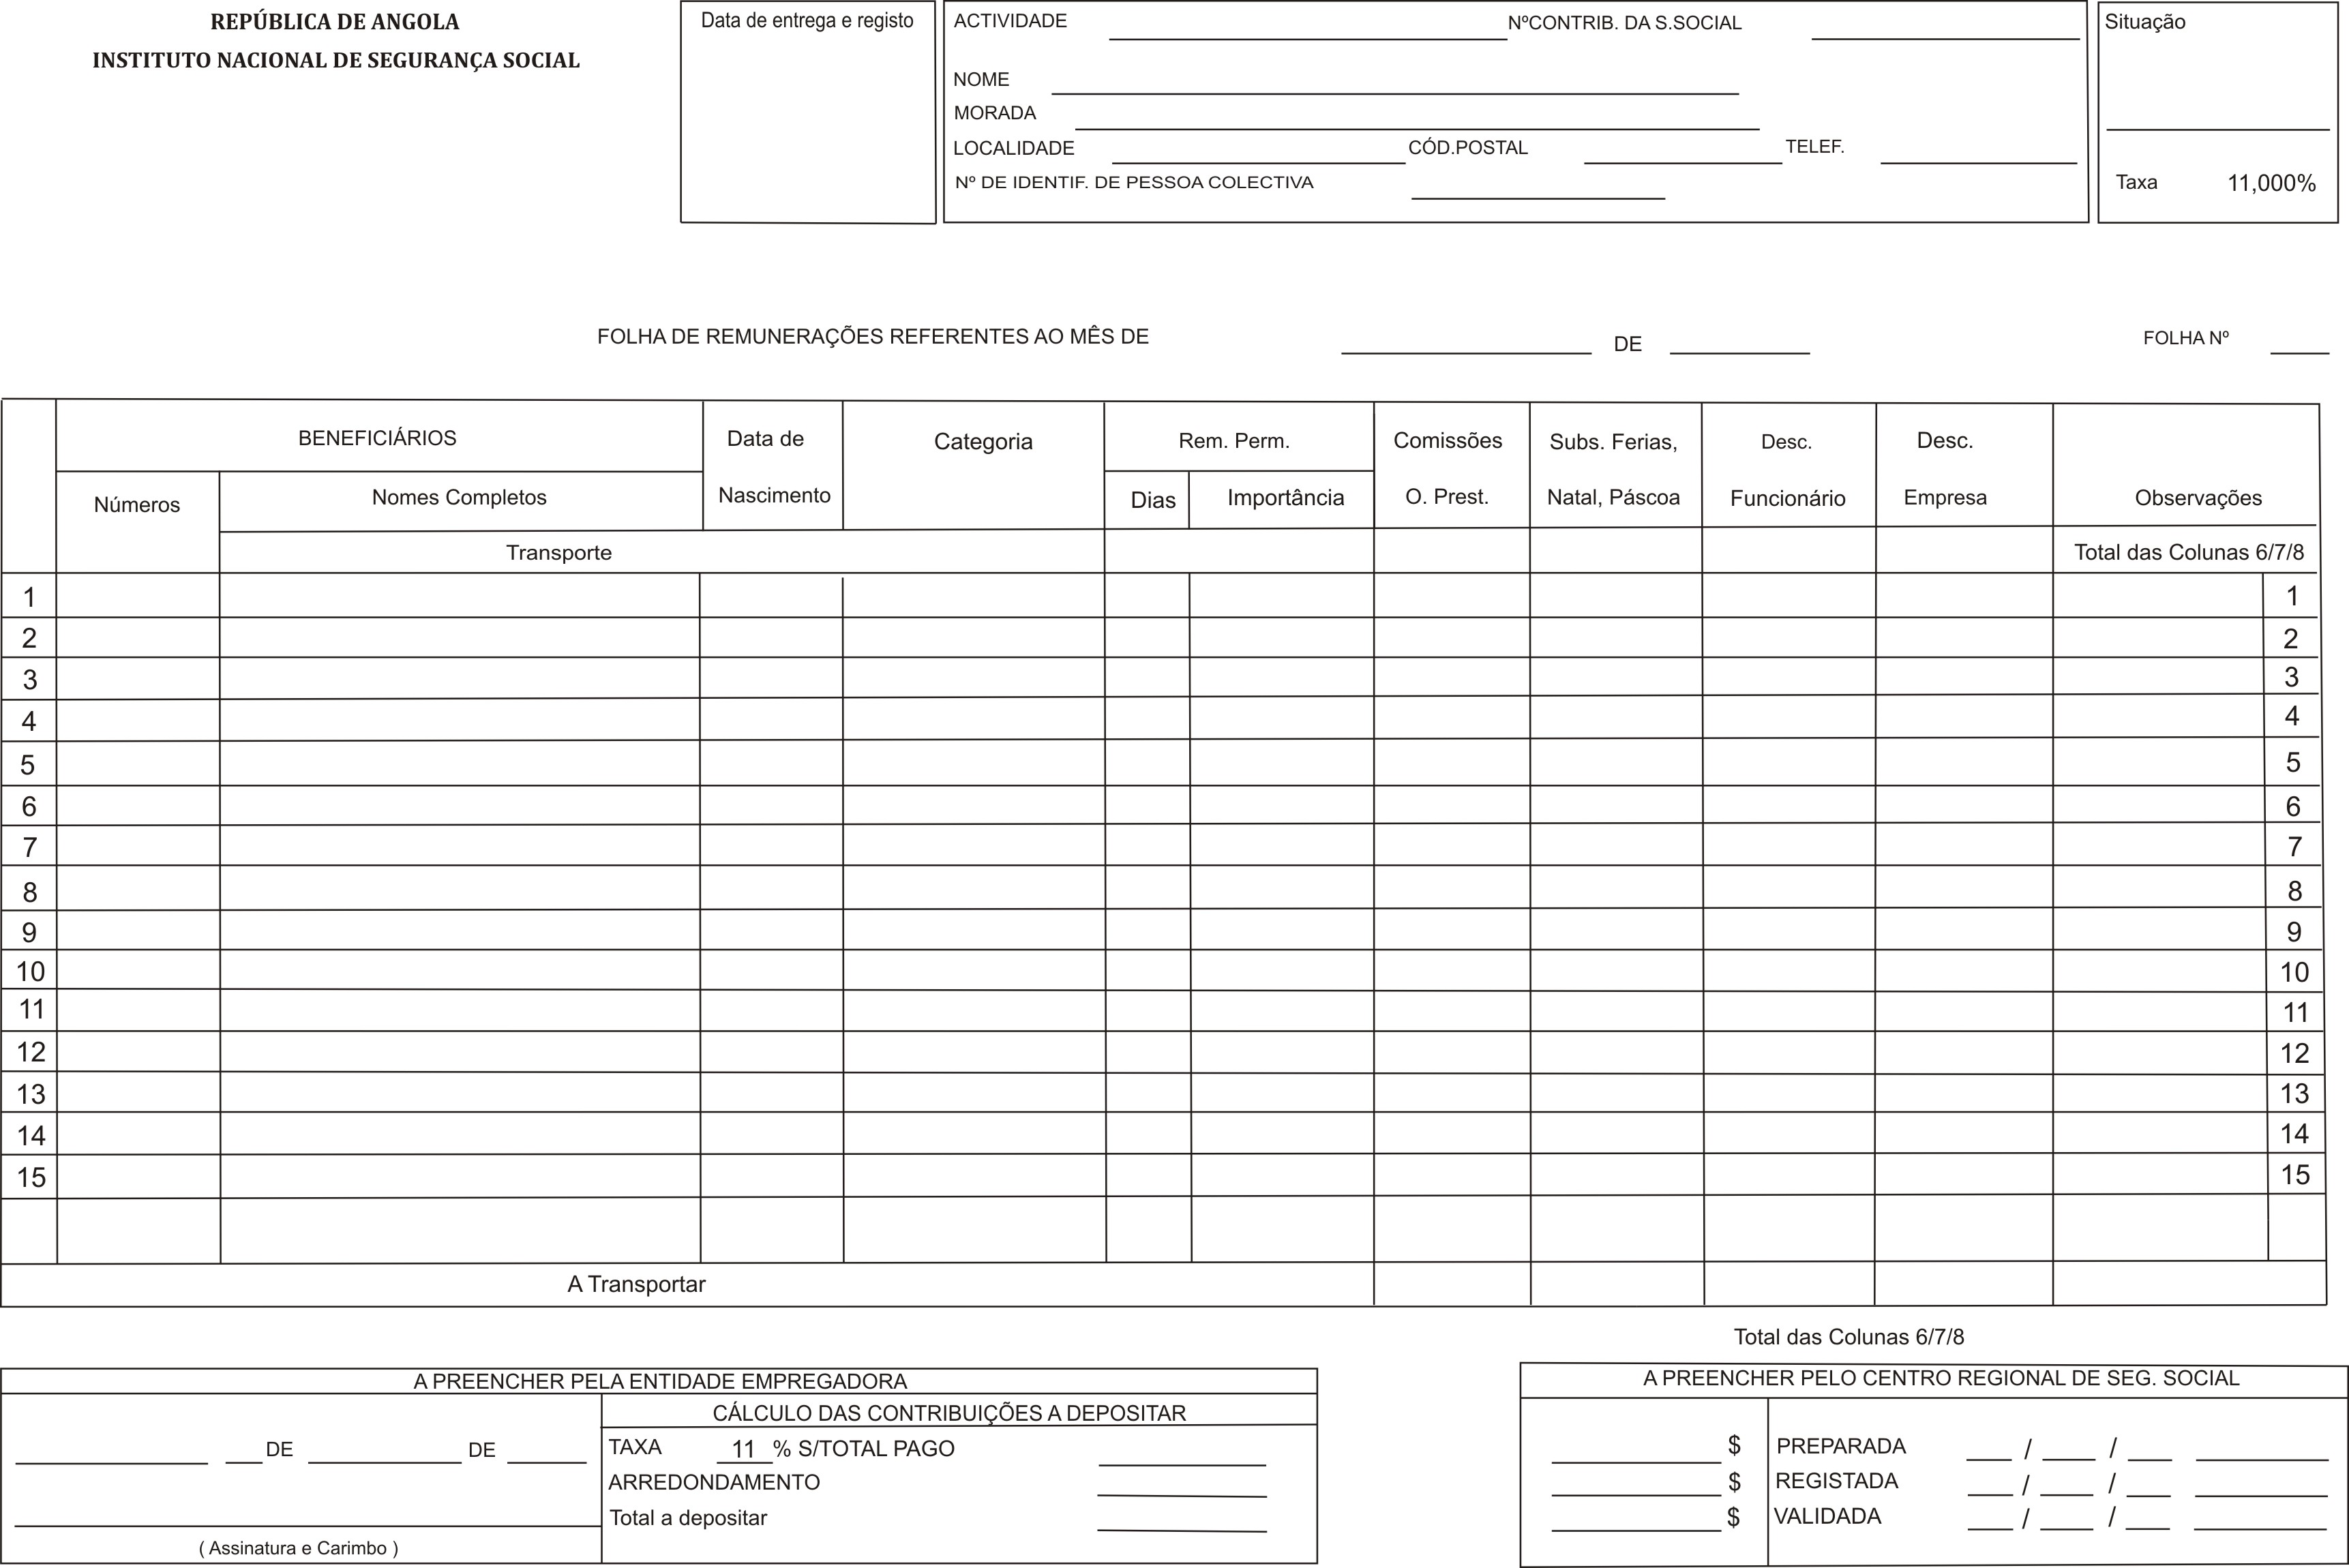 REPÚBLICA DE ANGOLA
INSTITUTO NACIONAL DE SEGURANÇA SOCIAL
Data de entrega e registo
ACTIVIDADE NºCONTRIB. DA S.SOCIAL
NOME
MORADA
LOCALIDADE CÓD.POSTAL TELEF.
Nº DE IDENTIF. DE PESSOA COLECTIVA
Situação
Taxa 11,000%
FOLHA DE REMUNERAÇÕES REFERENTES AO MÊS DE DE FOLHA Nº
BENEFICIÁRIOS Data de Categoria Rem. Perm. Comissões Subs. Ferias, Desc. Desc.
Números Nomes Completos Nascimento Dias Importância O. Prest. Natal, Páscoa Funcionário Empresa Observações
Transporte Total das Colunas 6/7/8
1 1
2 2
3 3
4 4
5 5
6 6
7 7
8 8
9 9
10 10
11 11
12 12
13 13
14 14
15 15
A Transportar
Total das Colunas 6/7/8
A PREENCHER PELA ENTIDADE EMPREGADORA
DE DE
( Assinatura e Carimbo )
CÁLCULO DAS CONTRIBUIÇÕES A DEPOSITAR
TAXA 11 % S/TOTAL PAGO
ARREDONDAMENTO
Total a depositar
A PREENCHER PELO CENTRO REGIONAL DE SEG. SOCIAL
$ PREPARADA / /
$ REGISTADA / /
$ VALIDADA / /